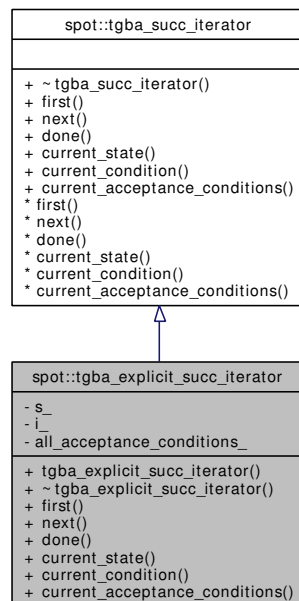 spot::tgba_succ_iterator
+ ~ tgba_succ_iterator()
+ first()
+ next()
+ done()
+ current_state()
+ current_condition()
+ current_acceptance_conditions()
* first()
* next()
* done()
* current_state()
* current_condition()
* current_acceptance_conditions()
spot::tgba_explicit_succ_iterator
- s_
- i_
- all_acceptance_conditions_
+ tgba_explicit_succ_iterator()
+ ~ tgba_explicit_succ_iterator()
+ first()
+ next()
+ done()
+ current_state()
+ current_condition()
+ current_acceptance_conditions()